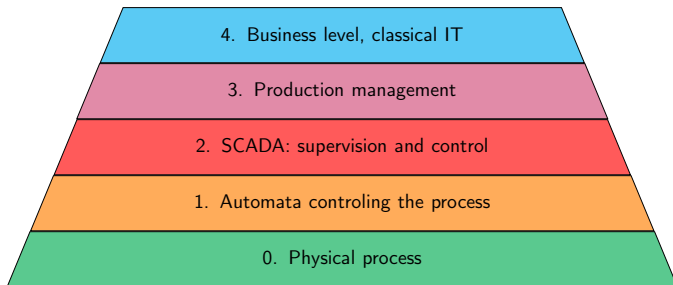 4. Business level, classical IT
3. Production management
2. SCADA: supervision and control
1. Automata controling the process
0. Physical process